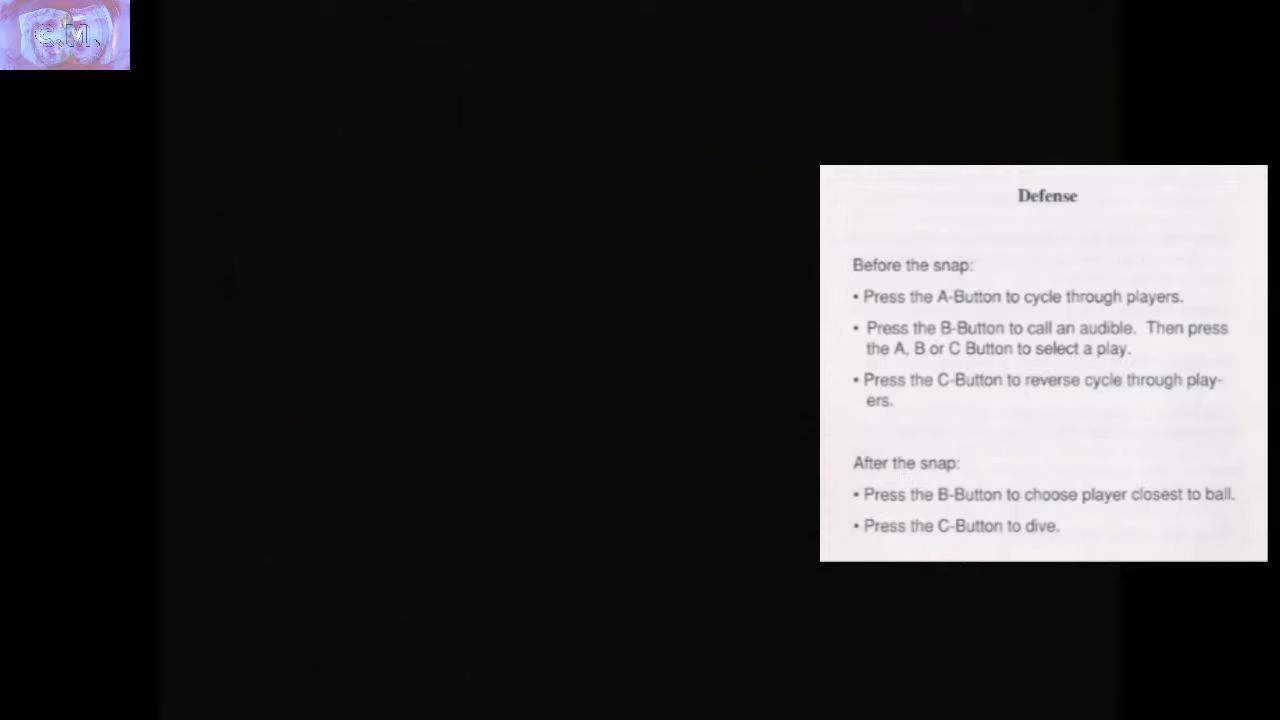 C.M.
Defense
Before the snap:
• Press the A-Button to cycle through players.
• Press the B-Button to call an audible. Then press
the A, B or C Button to select a play.
• Press the C-Button to reverse cycle through play-
ers.
After the snap:
• Press the B-Button to choose player closest to ball.
• Press the C-Button to dive.